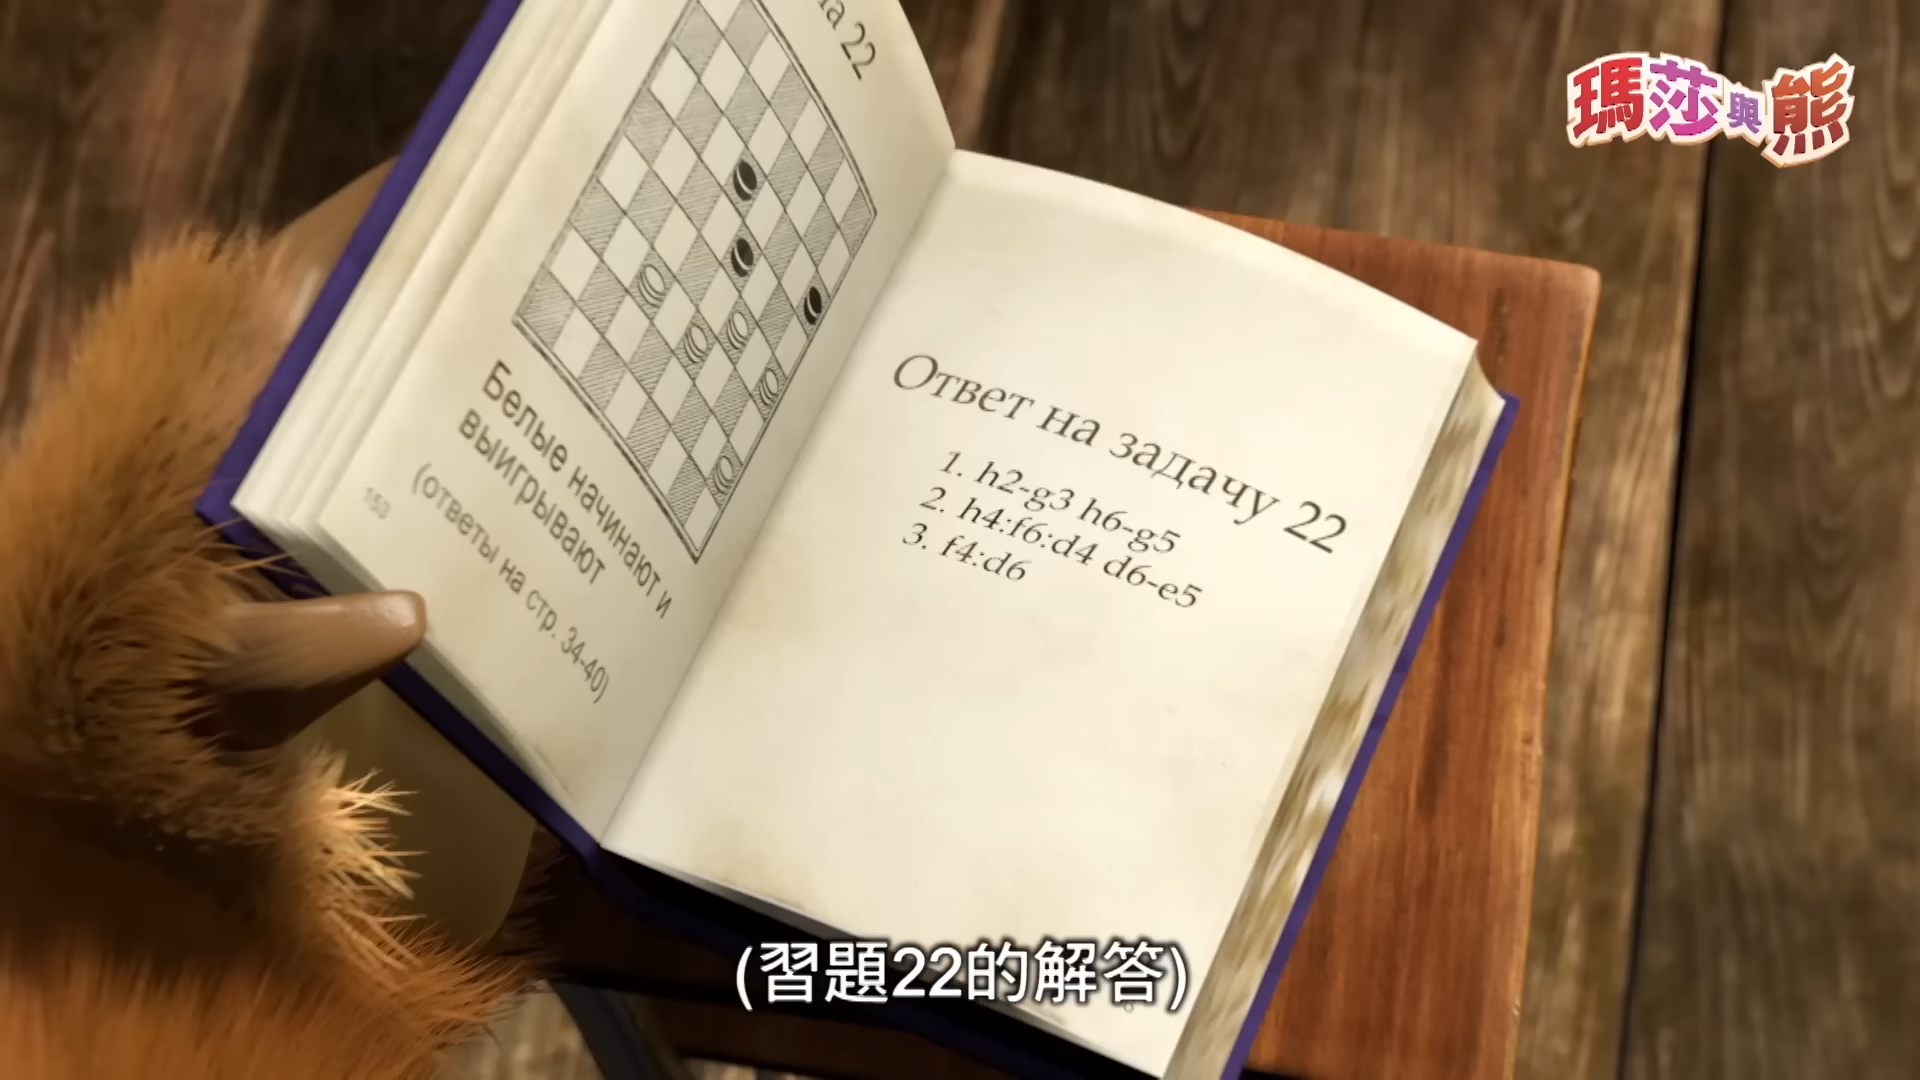 瑪莎與熊
на 22
Белые начинают и
выигрывают
(ответы на стр. 34-40)
153
Ответ на задачу 22
1. h2-g3 h6-g5
2. h4:f6:d4 d6-e5
3. f4:d6
(習題22的解答)